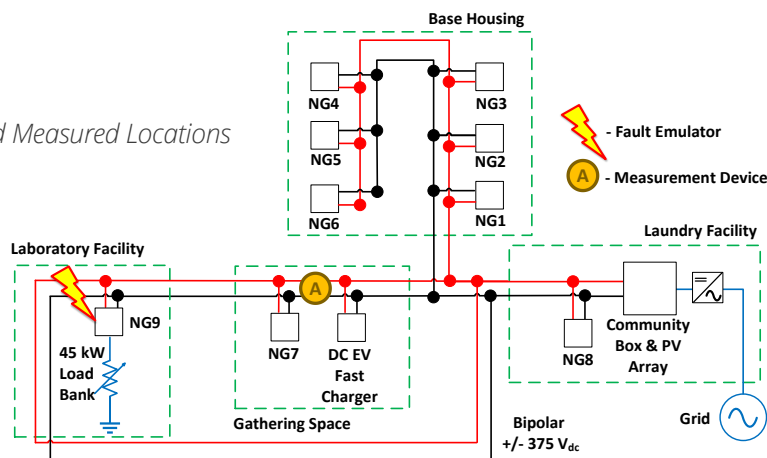 Base Housing
NG4
NG3
NG5
NG2
NG6
NG1
d Measured Locations
- Fault Emulator
A
- Measurement Device
Laundry Facility
Laboratory Facility
NG9
45 kW
Load
Bank
A
NG7
DC EV
Fast
Charger
Gathering Space
NG8
Community
Box & PV
Array
Bipolar
+/- 375 Vdc
Grid